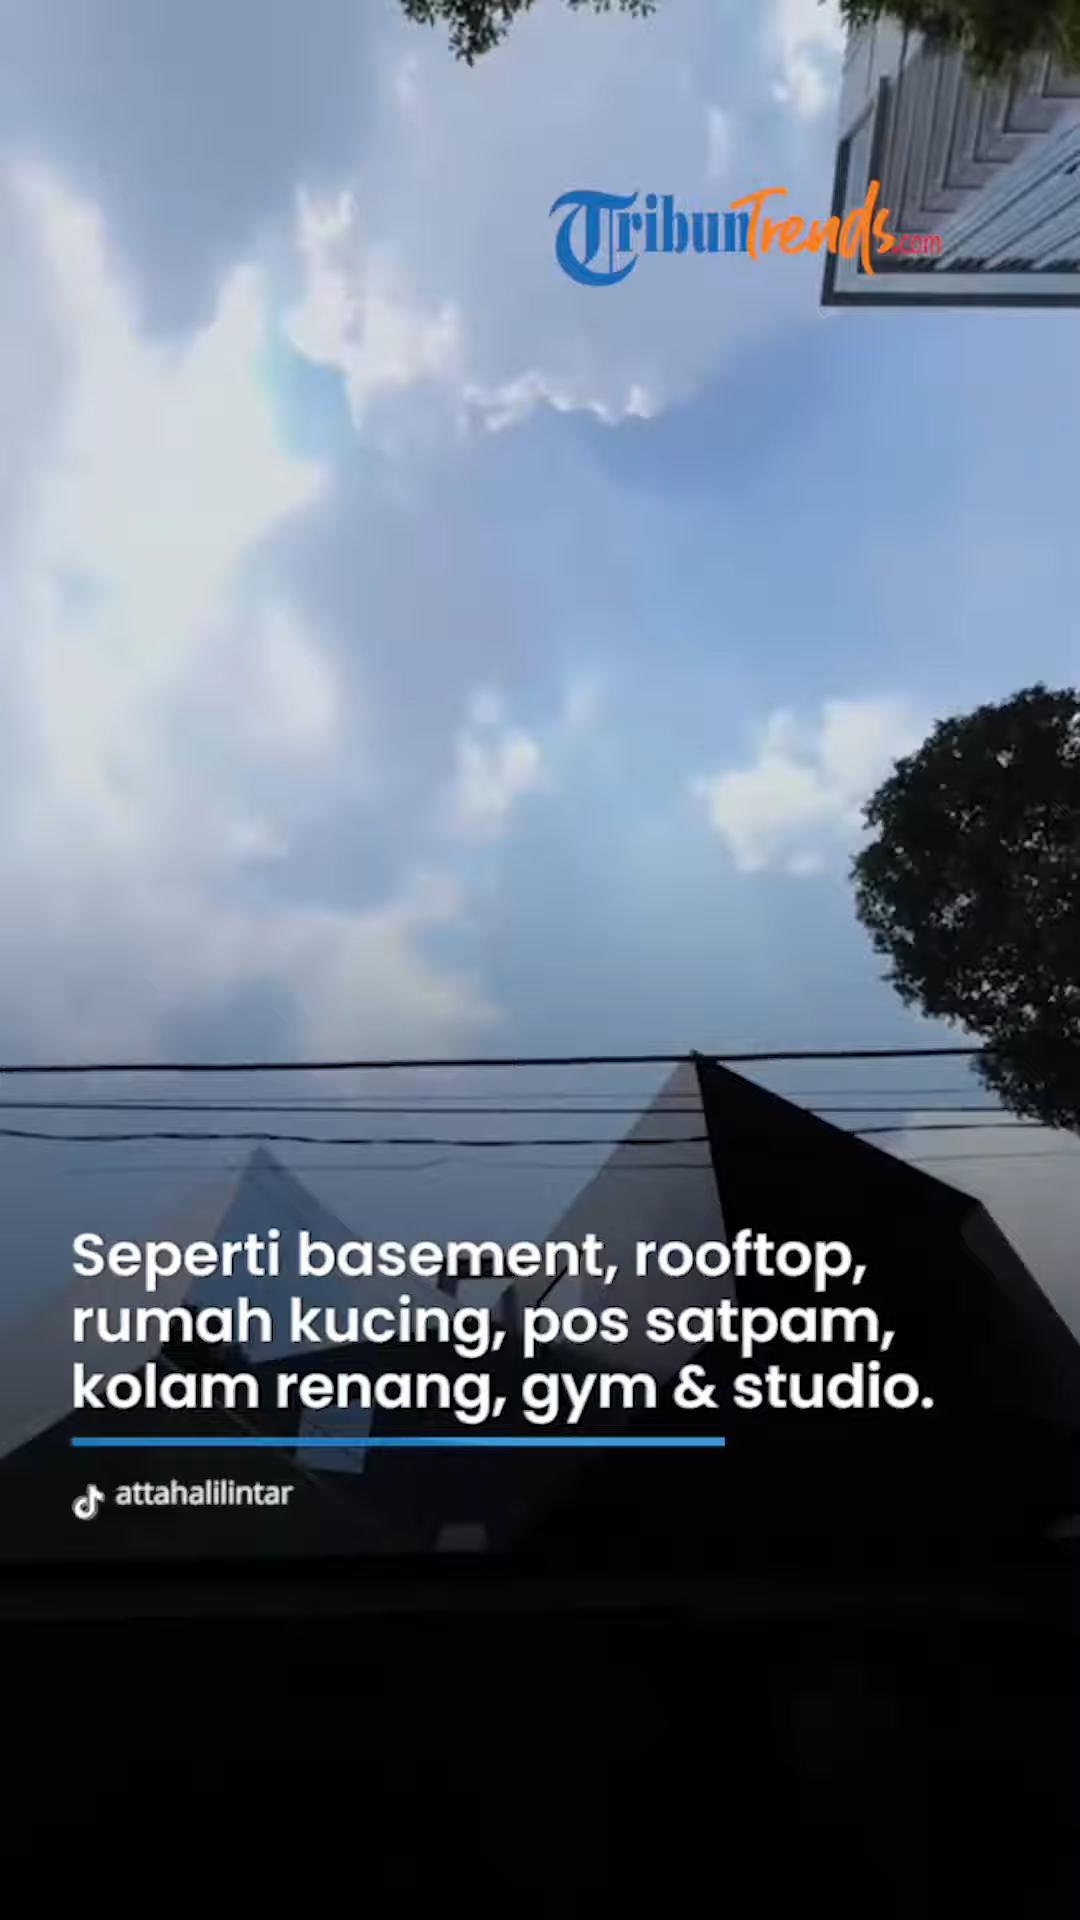 TribunTrends.com
Seperti basement, rooftop,
rumah kucing, pos satpam,
kolam renang, gym & studio.
attahalilintar